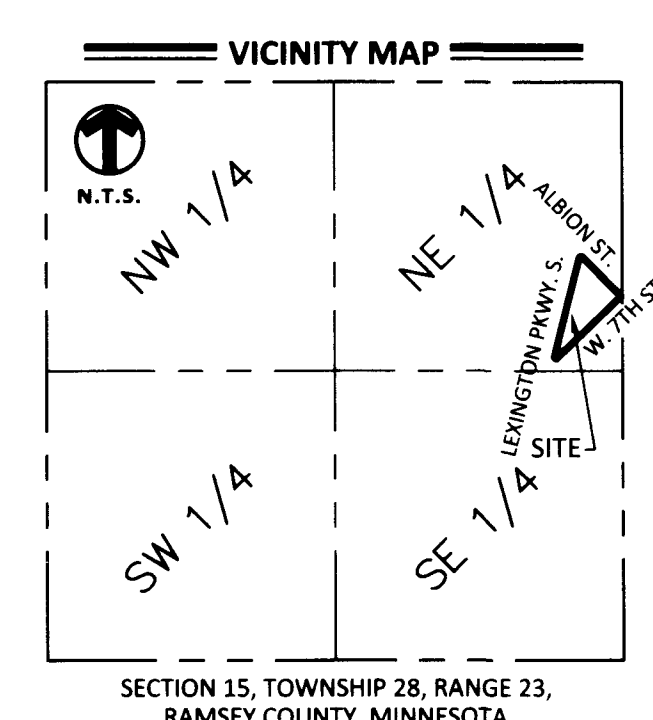 VICINITY MAP
N.T.S.
NW 1/4
NE 1/4
ALBION ST.
LEXINGTON PKWY. S.
W. 7TH ST
SITE
SW 1/4
SE 1/4
SECTION 15, TOWNSHIP 28, RANGE 23,
RAMSEY COUNTY, MINNESOTA